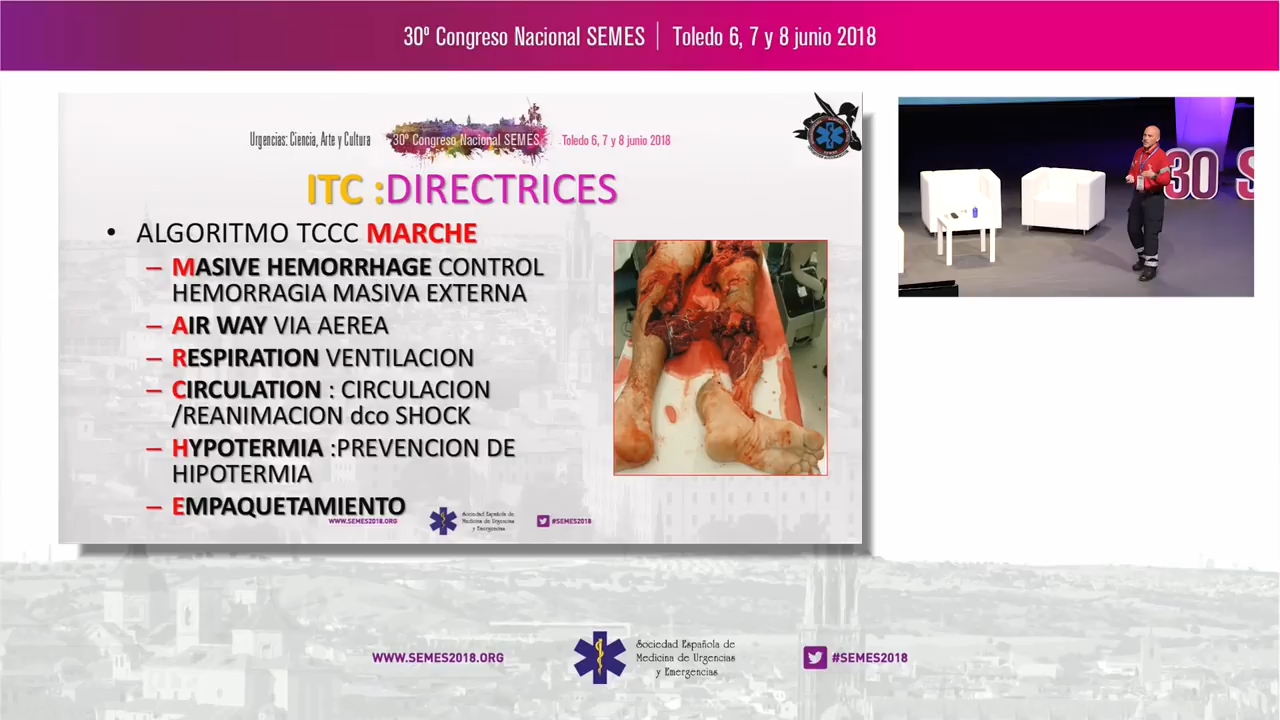 30º Congreso Nacional SEMES | Toledo 6, 7 y 8 junio 2018
Urgencias: Ciencia, Arte y Cultura
30º Congreso Nacional SEMES
Toledo 6, 7 y 8 junio 2018
ITC :DIRECTRICES
• ALGORITMO TCCC MARCHE
– MASIVE HEMORRHAGE CONTROL
HEMORRAGIA MASIVA EXTERNA
– AIR WAY VIA AEREA
– RESPIRATION VENTILACION
– CIRCULATION : CIRCULACION
/REANIMACION dco SHOCK
– HYPOTERMIA :PREVENCION DE
HIPOTERMIA
– EMPAQUETAMIENTO
WWW.SEMES2018.ORG
Sociedad Española de
Medicina de Urgencias
y Emergencias
#SEMES2018
30 S
WWW.SEMES2018.ORG
Sociedad Española de
Medicina de Urgencias
y Emergencias
#SEMES2018